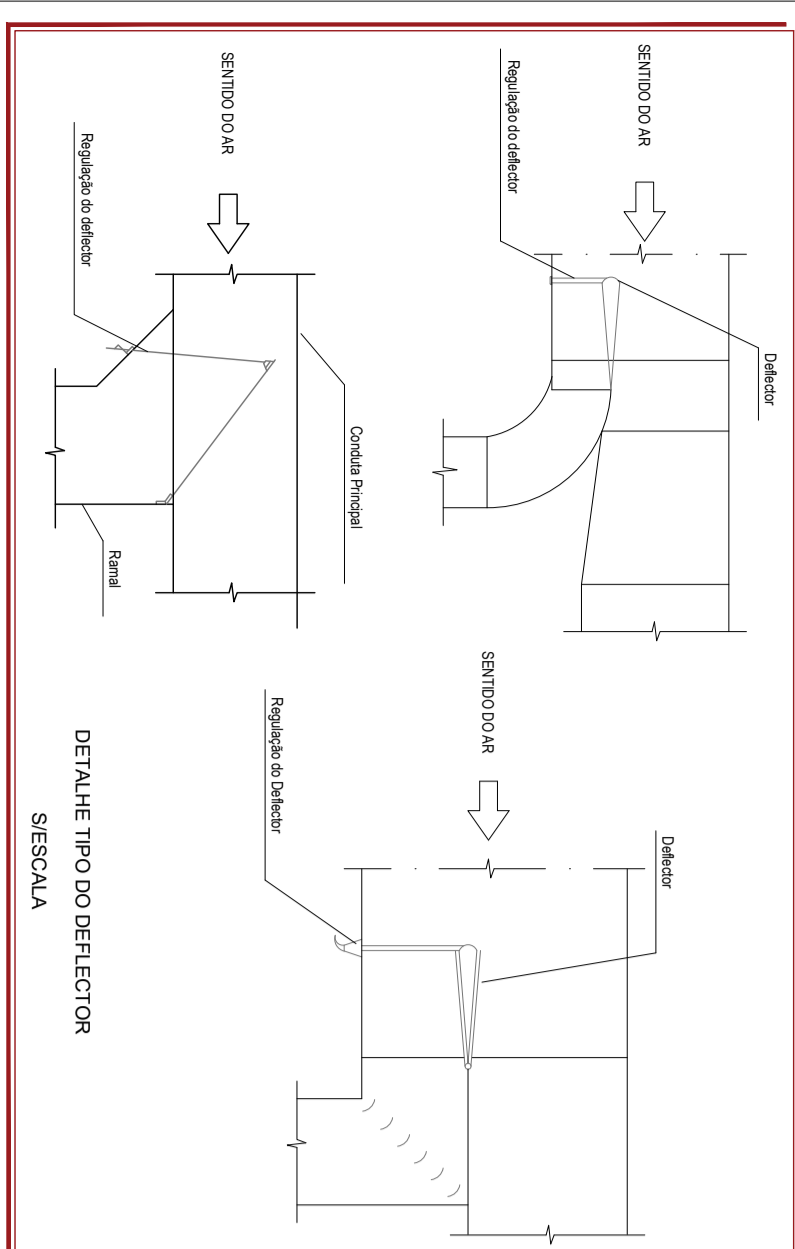 SENTIDO DO AR
Regulação do deflector
Deflector
SENTIDO DO AR
Regulação do deflector
Conduta Principal
Ramal
SENTIDO DO AR
Regulação do Deflector
Deflector
DETALHE TIPO DO DEFLECTOR
S/ESCALA